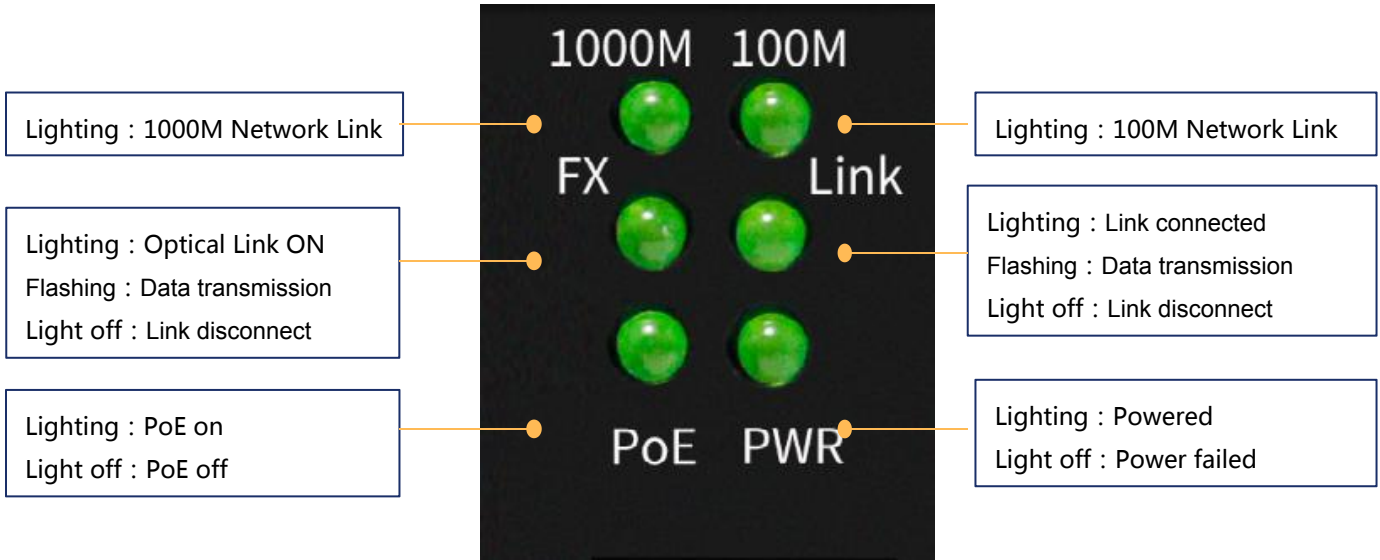 1000M 100M
Lighting : 1000M Network Link
Lighting : 100M Network Link
FX Link
Lighting : Optical Link ON
Flashing : Data transmission
Light off : Link disconnect
Lighting : Link connected
Flashing : Data transmission
Light off : Link disconnect
Lighting : PoE on
Light off : PoE off
PoE PWR
Lighting : Powered
Light off : Power failed